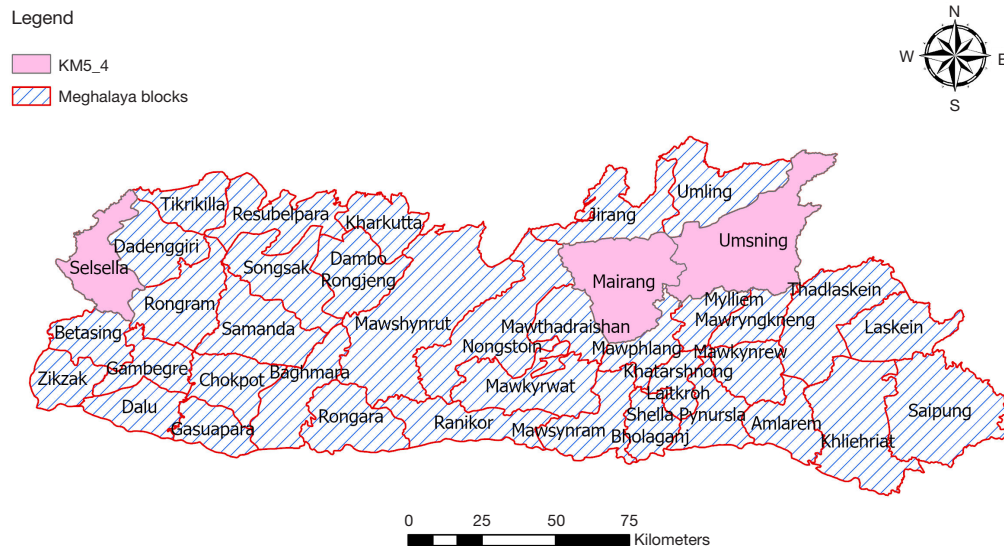 Legend
KM5_4
Meghalaya blocks
N
W
E
S
Tikrikilla
Resubelpara
Kharkutta
Jirang
Umling
Dadenggiri
Selsella
Songsak
Dambo
Rongjeng
Mairang
Umsning
Rongram
Samanda
Mawshynrut
Mawthadraishan
Mylliem
Mawryngkneng
Thadlaskein
Laskein
Betasing
Nongstoin
Mawphlang
Mawkynrew
Zikzak
Gambegre
Chokpot
Baghmara
Mawkyrwat
Khatarshnong
Laitkroh
Dalu
Gasuapara
Rongara
Ranikor
Mawsynram
Shella
Bholaganj
Pynursla
Amlarem
Khliehriat
Saipung
0 25 50 75
Kilometers